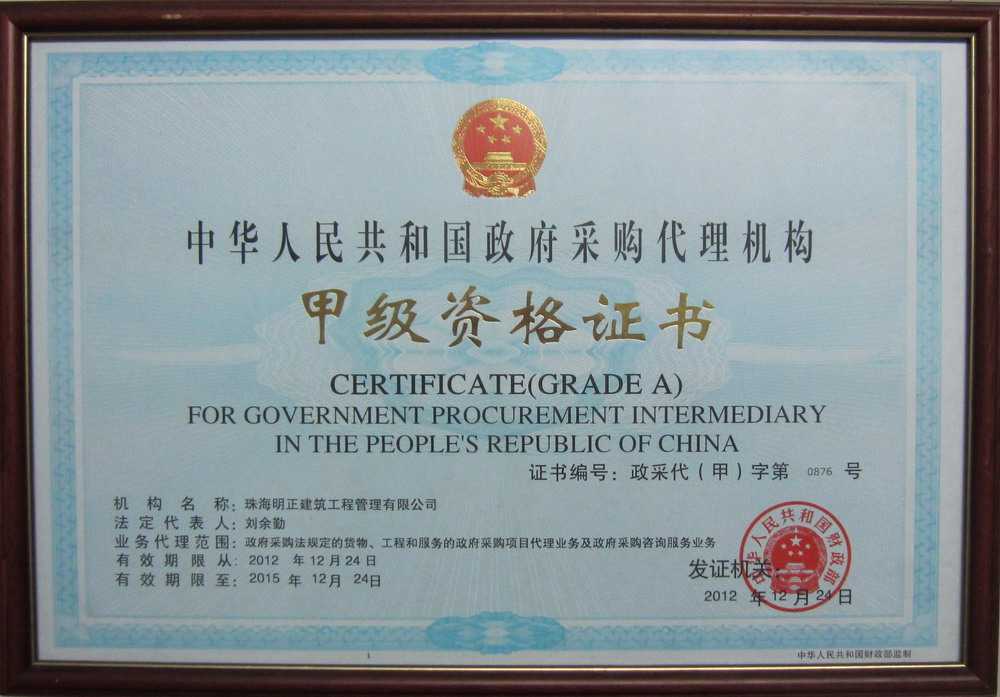 中华人民共和国政府采购代理机构
甲级资格证书
CERTIFICATE(GRADE A)
FOR GOVERNMENT PROCUREMENT INTERMEDIARY
IN THE PEOPLE'S REPUBLIC OF CHINA
证书编号：政采代（甲）字第 0876 号
机构名称：珠海明正建筑工程管理有限公司
法定代表人：刘余勤
业务代理范围：政府采购法规定的货物、工程和服务的政府采购项目代理业务及政府采购咨询服务业务
有效期限从：2012 年 12 月 24 日
有效期限至：2015 年 12 月 24 日
中华人民共和国财政部
发证机关：
2012 年 12 月 24 日
1
中华人民共和国财政部监制